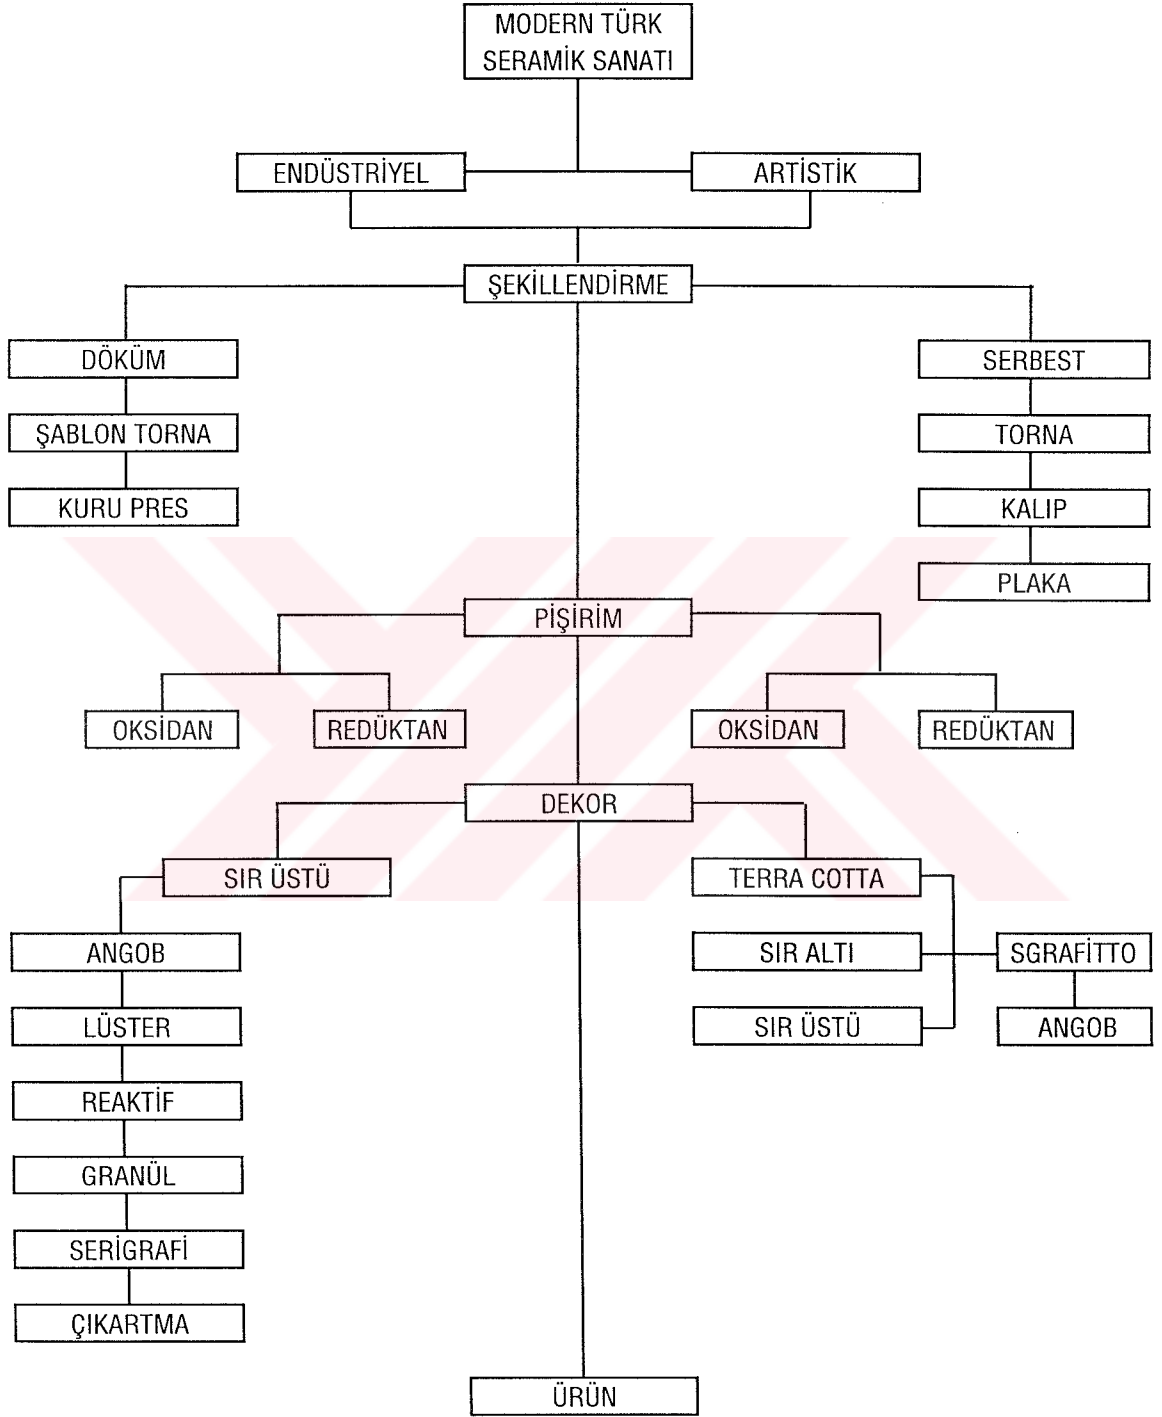 MODERN TÜRK
SERAMİK SANATI
ENDÜSTRİYEL
ARTİSTİK
ŞEKİLLENDİRME
DÖKÜM
SERBEST
ŞABLON TORNA
TORNA
KURU PRES
KALIP
PLAKA
PİŞİRİM
OKSİDAN
REDÜKTAN
OKSİDAN
REDÜKTAN
DEKOR
SIR ÜSTÜ
TERRA COTTA
ANGOB
SIR ALTI
SGRAFİTTO
LÜSTER
SIR ÜSTÜ
ANGOB
REAKTİF
GRANÜL
SERİGRAFİ
ÇIKARTMA
ÜRÜN